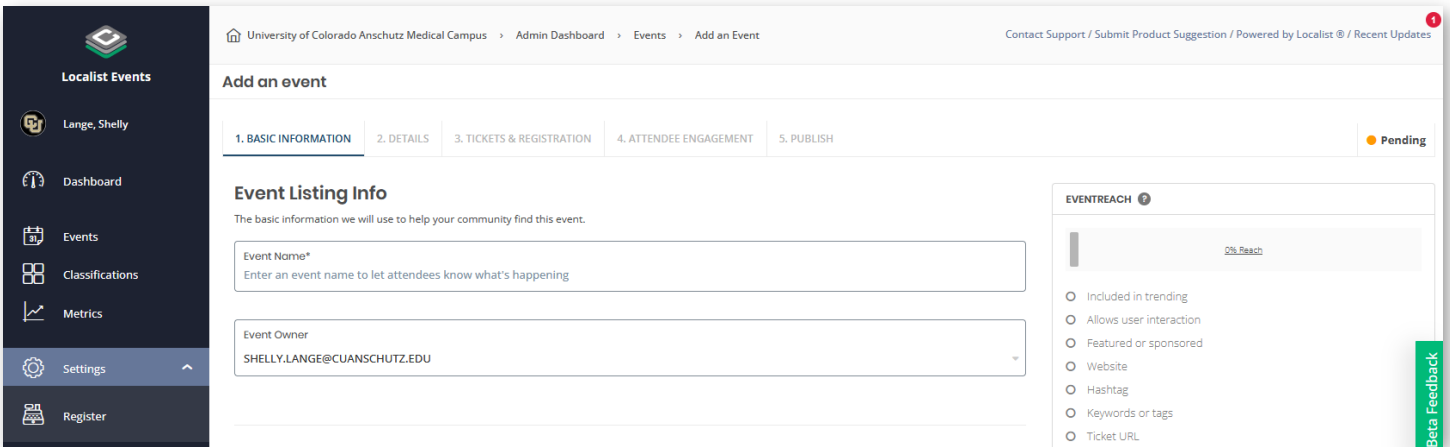 Localist Events
Lange, Shelly
Dashboard
31
Events
Classifications
Metrics
Settings
Register
University of Colorado Anschutz Medical Campus › Admin Dashboard › Events › Add an Event
1
Contact Support / Submit Product Suggestion / Powered by Localist ® / Recent Updates
Add an event
1. BASIC INFORMATION 2. DETAILS 3. TICKETS & REGISTRATION 4. ATTENDEE ENGAGEMENT 5. PUBLISH
Pending
Event Listing Info
The basic information we will use to help your community find this event.
Event Name*
Enter an event name to let attendees know what's happening
Event Owner
SHELLY.LANGE@CUANSCHUTZ.EDU
EVENTREACH ?
0% Reach
Included in trending
Allows user interaction
Featured or sponsored
Website
Hashtag
Keywords or tags
Ticket URL
Beta Feedback
CU